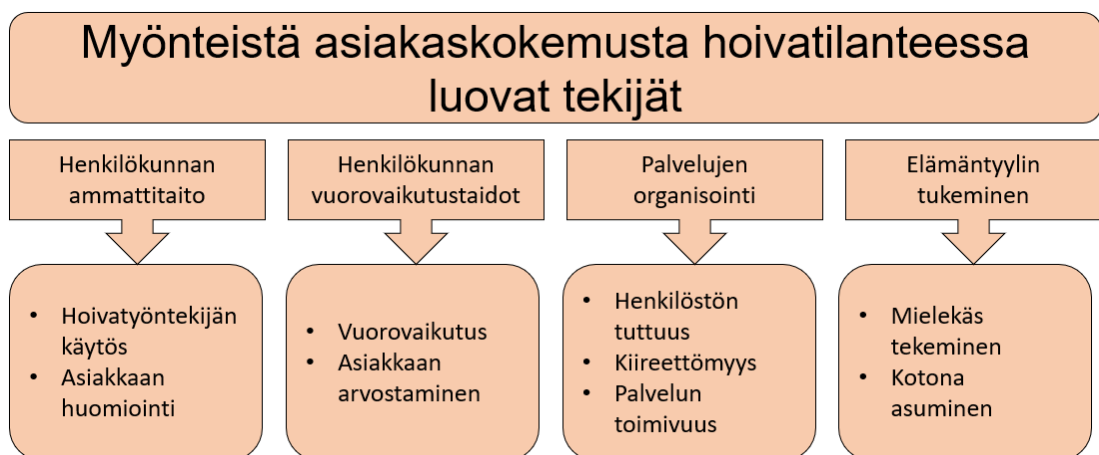 Myönteistä asiakaskokemusta hoivatilanteessa
luovat tekijät
Henkilökunnan
ammattitaito
Henkilökunnan
vuorovaikutustaidot
Palvelujen
organisointi
Elämäntyylin
tukeminen
• Hoivatyöntekijän
käytös
• Asiakkaan
huomiointi
• Vuorovaikutus
• Asiakkaan
arvostaminen
• Henkilöstön
tuttuus
• Kiireettömyys
• Palvelun
toimivuus
• Mielekäs
tekeminen
• Kotona
asuminen